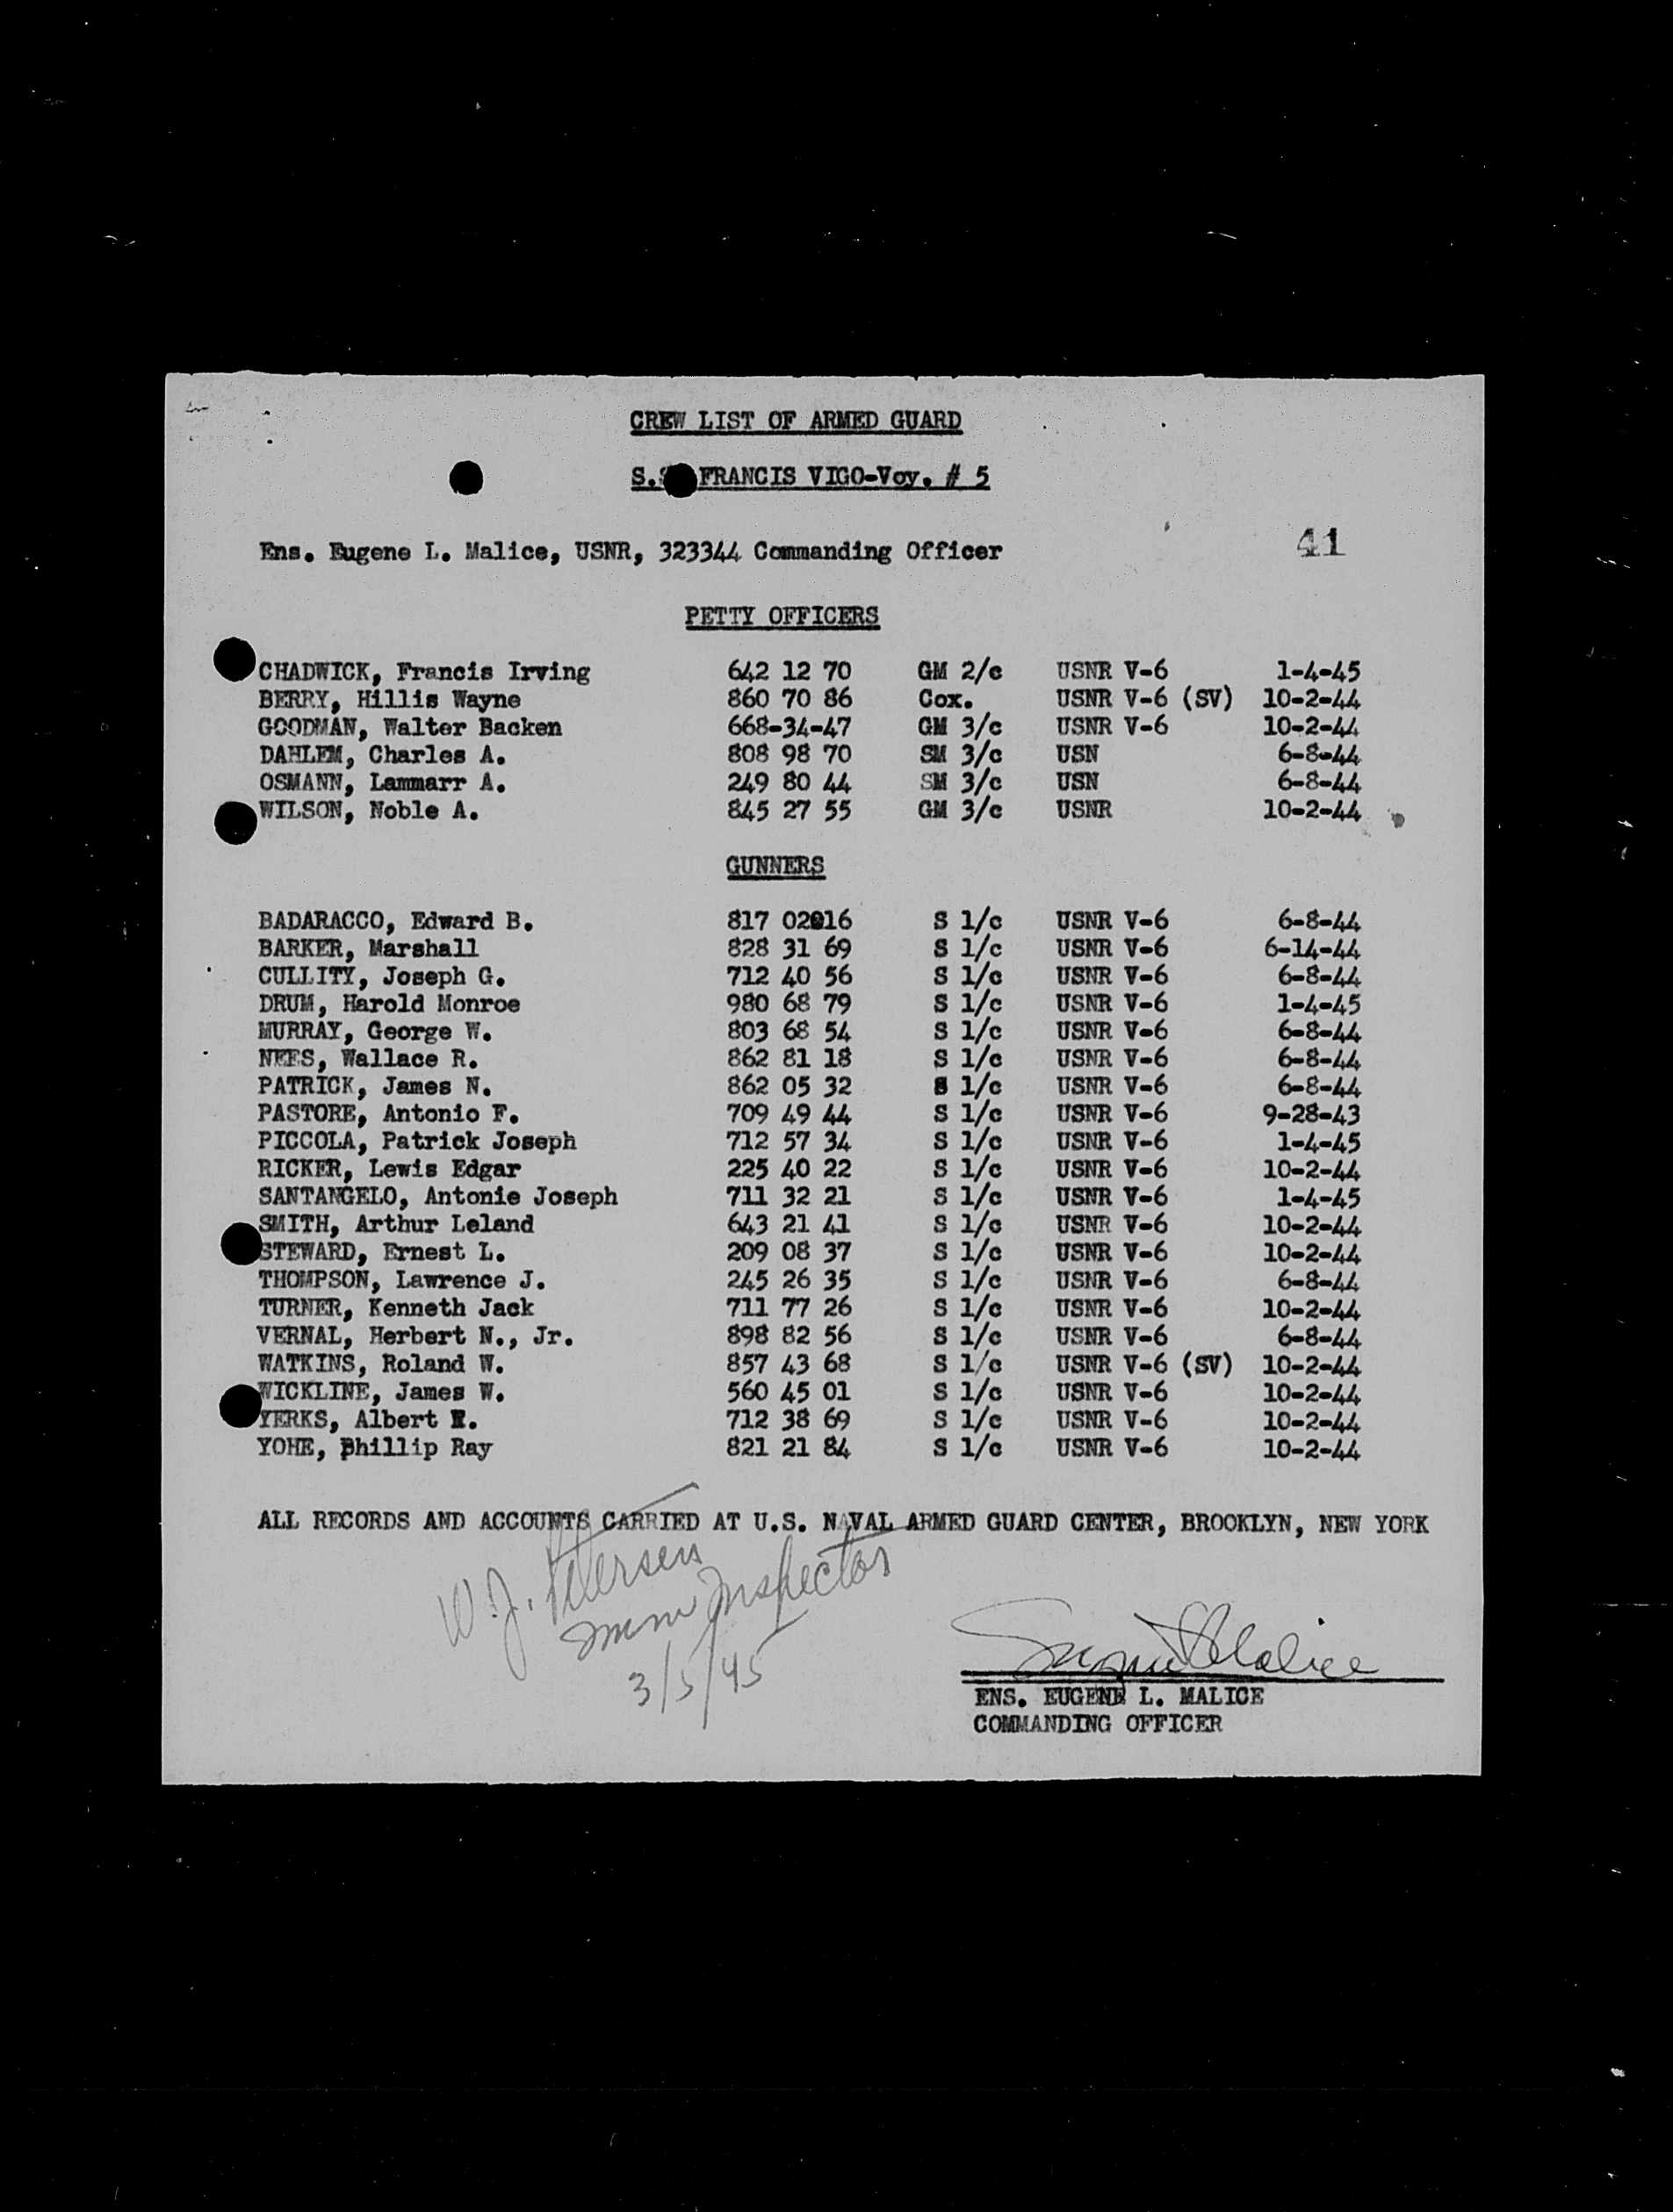 CREW LIST OF ARMED GUARD
S.S. FRANCIS VIGO-Voy. # 5
Ens. Eugene L. Malice, USNR, 323344 Commanding Officer 41
PETTY OFFICERS
CHADWICK, Francis Irving 642 12 70 GM 2/c USNR V-6 1-4-45
BERRY, Hillis Wayne 860 70 86 Cox. USNR V-6 (SV) 10-2-44
GOODMAN, Walter Backen 668-34-47 GM 3/c USNR V-6 10-2-44
DAHLEM, Charles A. 808 98 70 SM 3/c USN 6-8-44
OSMANN, Lammarr A. 249 80 44 SM 3/c USN 6-8-44
WILSON, Noble A. 845 27 55 GM 3/c USNR 10-2-44
GUNNERS
BADARACCO, Edward B. 817 02 16 S 1/c USNR V-6 6-8-44
BARKER, Marshall 828 31 69 S 1/c USNR V-6 6-14-44
CULLITY, Joseph G. 712 40 56 S 1/c USNR V-6 6-8-44
DRUM, Harold Monroe 980 68 79 S 1/c USNR V-6 1-4-45
MURRAY, George W. 803 68 54 S 1/c USNR V-6 6-8-44
NEES, Wallace R. 862 81 18 S 1/c USNR V-6 6-8-44
PATRICK, James N. 862 05 32 S 1/c USNR V-6 6-8-44
PASTORE, Antonio F. 709 49 44 S 1/c USNR V-6 9-28-43
PICCOLA, Patrick Joseph 712 57 34 S 1/c USNR V-6 1-4-45
RICKER, Lewis Edgar 225 40 22 S 1/c USNR V-6 10-2-44
SANTANGELO, Antonie Joseph 711 32 21 S 1/c USNR V-6 1-4-45
SMITH, Arthur Leland 643 21 41 S 1/c USNR V-6 10-2-44
STEWARD, Ernest L. 209 08 37 S 1/c USNR V-6 10-2-44
THOMPSON, Lawrence J. 245 26 35 S 1/c USNR V-6 6-8-44
TURNER, Kenneth Jack 711 77 26 S 1/c USNR V-6 10-2-44
VERNAL, Herbert N., Jr. 898 82 56 S 1/c USNR V-6 6-8-44
WATKINS, Roland W. 857 43 68 S 1/c USNR V-6 (SV) 10-2-44
WICKLINE, James W. 560 45 01 S 1/c USNR V-6 10-2-44
YERKS, Albert 712 38 69 S 1/c USNR V-6 10-2-44
YOHE, Phillip Ray 821 21 84 S 1/c USNR V-6 10-2-44
ALL RECORDS AND ACCOUNTS CARRIED AT U.S. NAVAL ARMED GUARD CENTER, BROOKLYN, NEW YORK
W.J. Petersen
Imm Inspector
3/5/45
Eugene L Malice
ENS. EUGENE L. MALICE
COMMANDING OFFICER